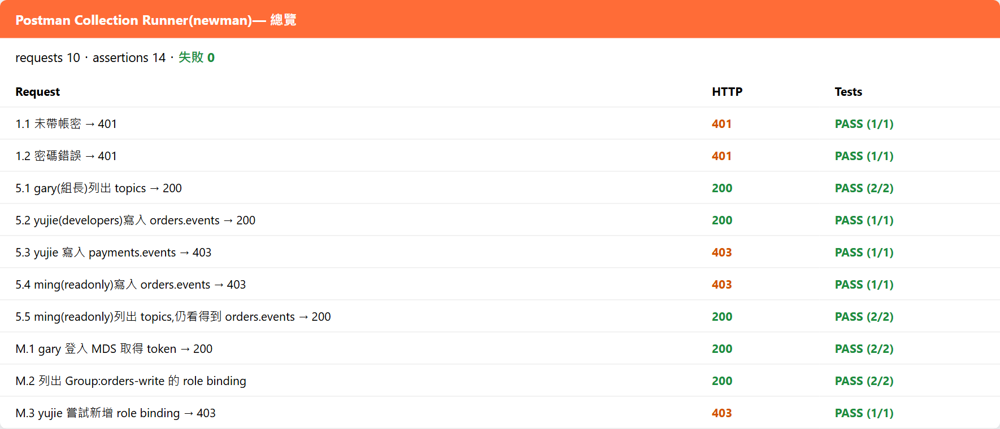 Postman Collection Runner(newman)— 總覽
requests 10 · assertions 14 · 失敗 0
Request HTTP Tests
1.1 未帶帳密 → 401 401 PASS (1/1)
1.2 密碼錯誤 → 401 401 PASS (1/1)
5.1 gary(組長)列出 topics → 200 200 PASS (2/2)
5.2 yujie(developers)寫入 orders.events → 200 200 PASS (1/1)
5.3 yujie 寫入 payments.events → 403 403 PASS (1/1)
5.4 ming(readonly)寫入 orders.events → 403 403 PASS (1/1)
5.5 ming(readonly)列出 topics,仍看得到 orders.events → 200 200 PASS (2/2)
M.1 gary 登入 MDS 取得 token → 200 200 PASS (2/2)
M.2 列出 Group:orders-write 的 role binding 200 PASS (2/2)
M.3 yujie 嘗試新增 role binding → 403 403 PASS (1/1)